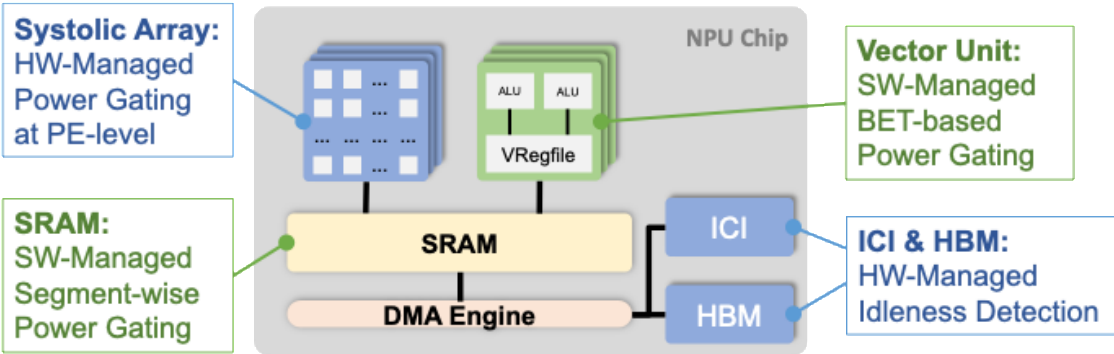 Systolic Array:
HW-Managed
Power Gating
at PE-level
SRAM:
SW-Managed
Segment-wise
Power Gating
NPU Chip
...
...
... ... ... ...
...
ALU ALU
VRegfile
SRAM
DMA Engine
ICI
HBM
Vector Unit:
SW-Managed
BET-based
Power Gating
ICI & HBM:
HW-Managed
Idleness Detection